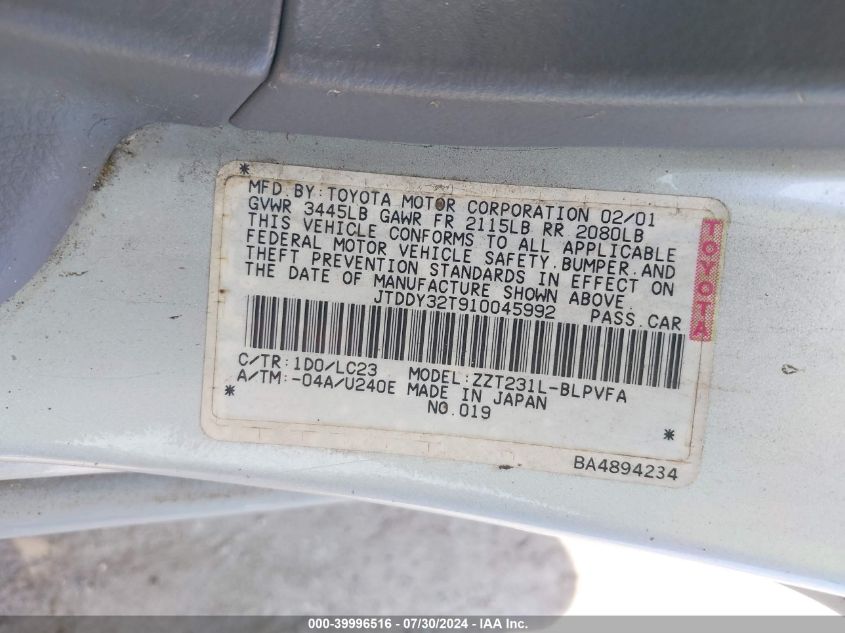 MFD BY: TOYOTA MOTOR CORPORATION 02/01
GVWR 3445LB GAWR FR 2115LB RR 2080LB
THIS VEHICLE CONFORMS TO ALL APPLICABLE
FEDERAL MOTOR VEHICLE SAFETY, BUMPER, AND
THEFT PREVENTION STANDARDS IN EFFECT ON
THE DATE OF MANUFACTURE SHOWN ABOVE.
JTDDY32T910045992 PASS. CAR
TOYOTA
C/TR: 1D0/LC23 MODEL: ZZT231L-BLPVFA
A/TM: -04A/U240E MADE IN JAPAN
NO. 019
BA4894234
000-39996516 - 07/30/2024 - IAA Inc.